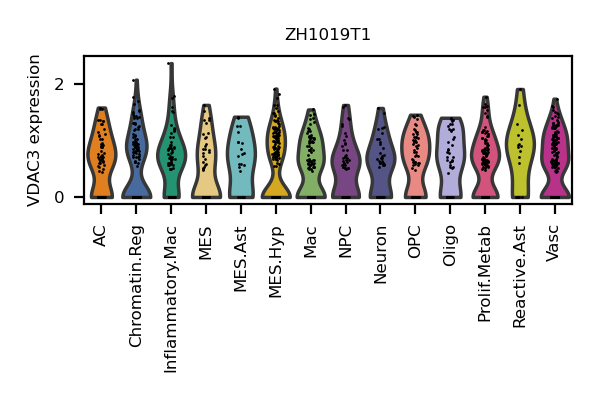 ZH1019T1
VDAC3 expression
2
0
AC
Chromatin.Reg
Inflammatory.Mac
MES
MES.Ast
MES.Hyp
Mac
NPC
Neuron
OPC
Oligo
Prolif.Metab
Reactive.Ast
Vasc